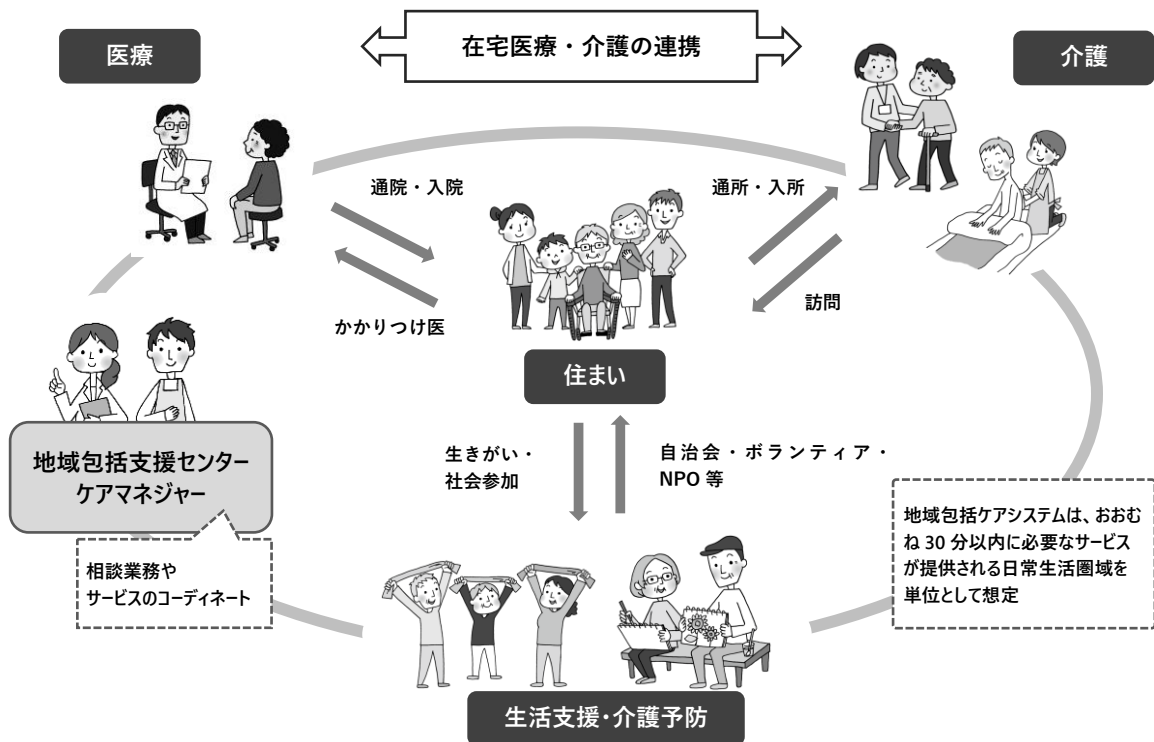 在宅医療・介護の連携
医療
介護
通院・入院
通所・入所
かかりつけ医
訪問
住まい
地域包括支援センター
ケアマネジャー
生きがい・
社会参加
自治会・ボランティア・
NPO 等
相談業務や
サービスのコーディネート
地域包括ケアシステムは、おおむ
ね 30 分以内に必要なサービス
が提供される日常生活圏域を
単位として想定
生活支援・介護予防